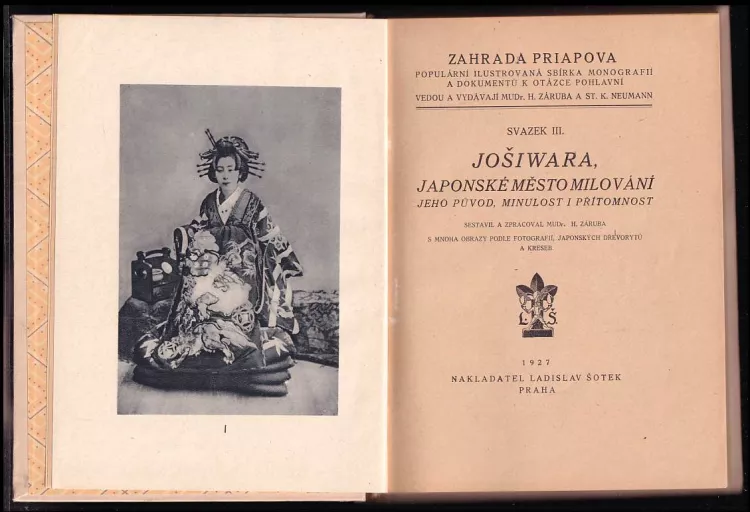 I
ZAHRADA PRIAPOVA
POPULÁRNÍ ILUSTROVANÁ SBÍRKA MONOGRAFIÍ
A DOKUMENTŮ K OTÁZCE POHLAVNÍ
VEDOU A VYDÁVAJÍ MUDr. H. ZÁRUBA A ST. K. NEUMANN
SVAZEK III.
JOŠIWARA,
JAPONSKÉ MĚSTO MILOVÁNÍ
JEHO PŮVOD, MINULOST I PŘÍTOMNOST
SESTAVIL A ZPRACOVAL MUDr. H. ZÁRUBA
S MNOHA OBRAZY PODLE FOTOGRAFIÍ, JAPONSKÝCH DŘEVORYTŮ
A KRESEB
L. Š.
1927
NAKLADATEL LADISLAV ŠOTEK
PRAHA